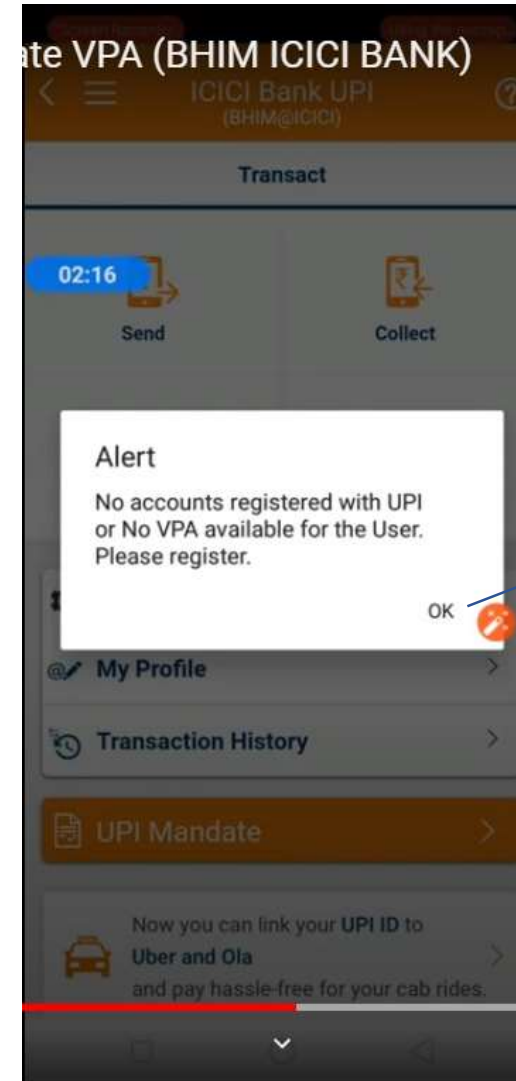 ate VPA (BHIM ICICI BANK)
ICICI Bank UPI
(BHIM@ICICI)
Transact
02:16
Send
Collect
Alert
No accounts registered with UPI
or No VPA available for the User.
Please register.
OK
My Profile
Transaction History
UPI Mandate
Now you can link your UPI ID to
Uber and Ola
and pay hassle-free for your cab rides.